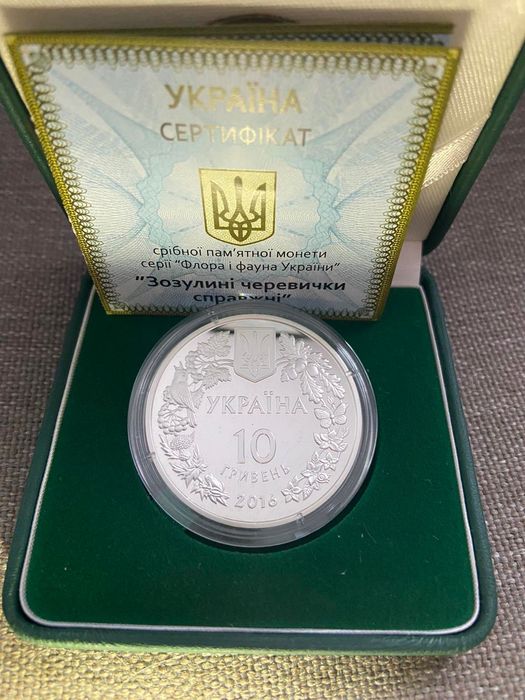 УКРАЇНА
СЕРТИФІКАТ
срібної пам'ятної монети
серії "Флора і фауна України"
"Зозулині черевички
справжні"
УКРАЇНА
10
ГРИВЕНЬ
2016